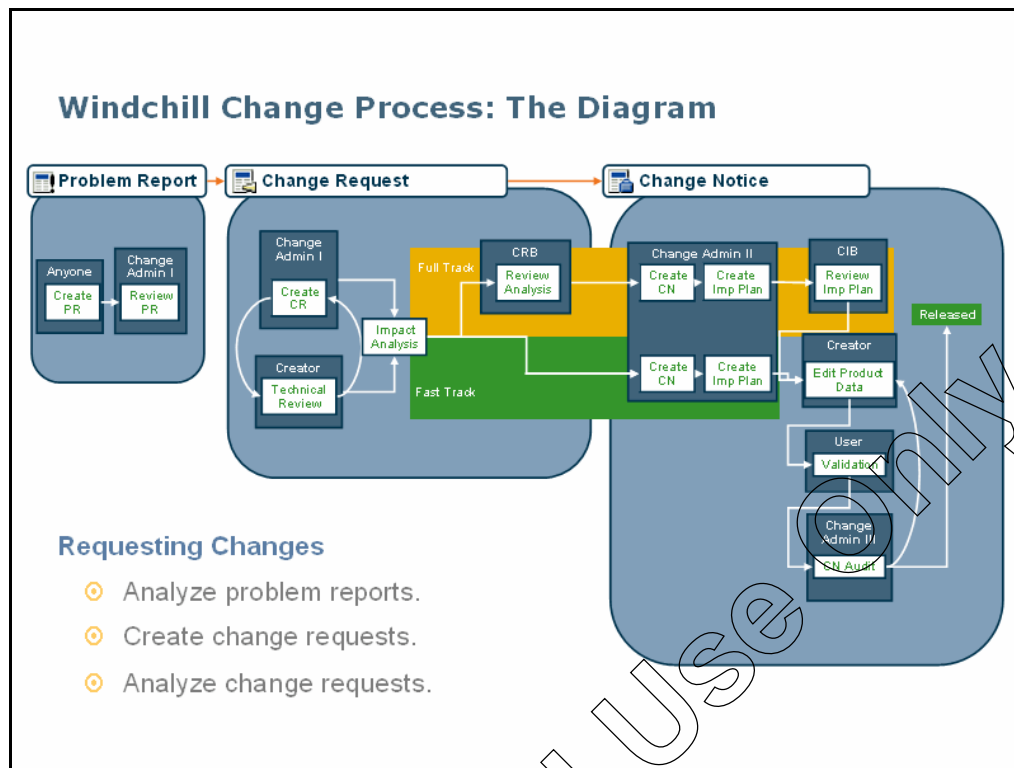 Windchill Change Process: The Diagram
Problem Report
Change Request
Change Notice
Anyone
Create
PR
Change
Admin I
Review
PR
Change
Admin I
Create
CR
Creator
Technical
Review
Impact
Analysis
Full Track
Fast Track
CRB
Review
Analysis
Change Admin II
Create
CN
Create
Imp Plan
Create
CN
Create
Imp Plan
CIB
Review
Imp Plan
Released
Creator
Edit Product
Data
User
Validation
Change
Admin III
CN Audit
Requesting Changes
Analyze problem reports.
Create change requests.
Analyze change requests.
Use only